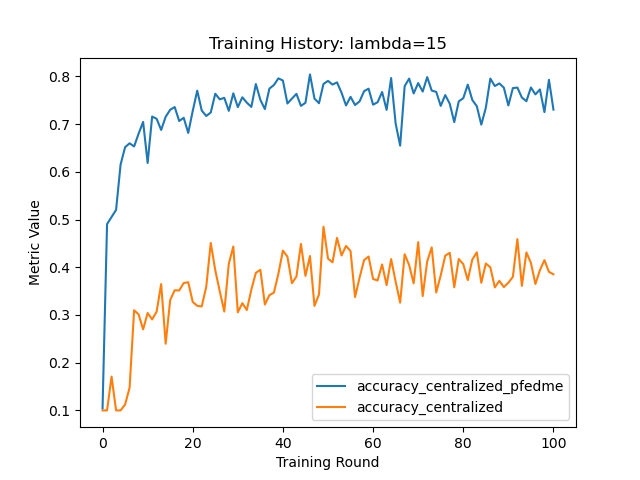 Training History: lambda=15
0.8
0.7
0.6
0.5
0.4
0.3
0.2
0.1
Metric Value
accuracy_centralized_pfedme
accuracy_centralized
0 20 40 60 80 100
Training Round